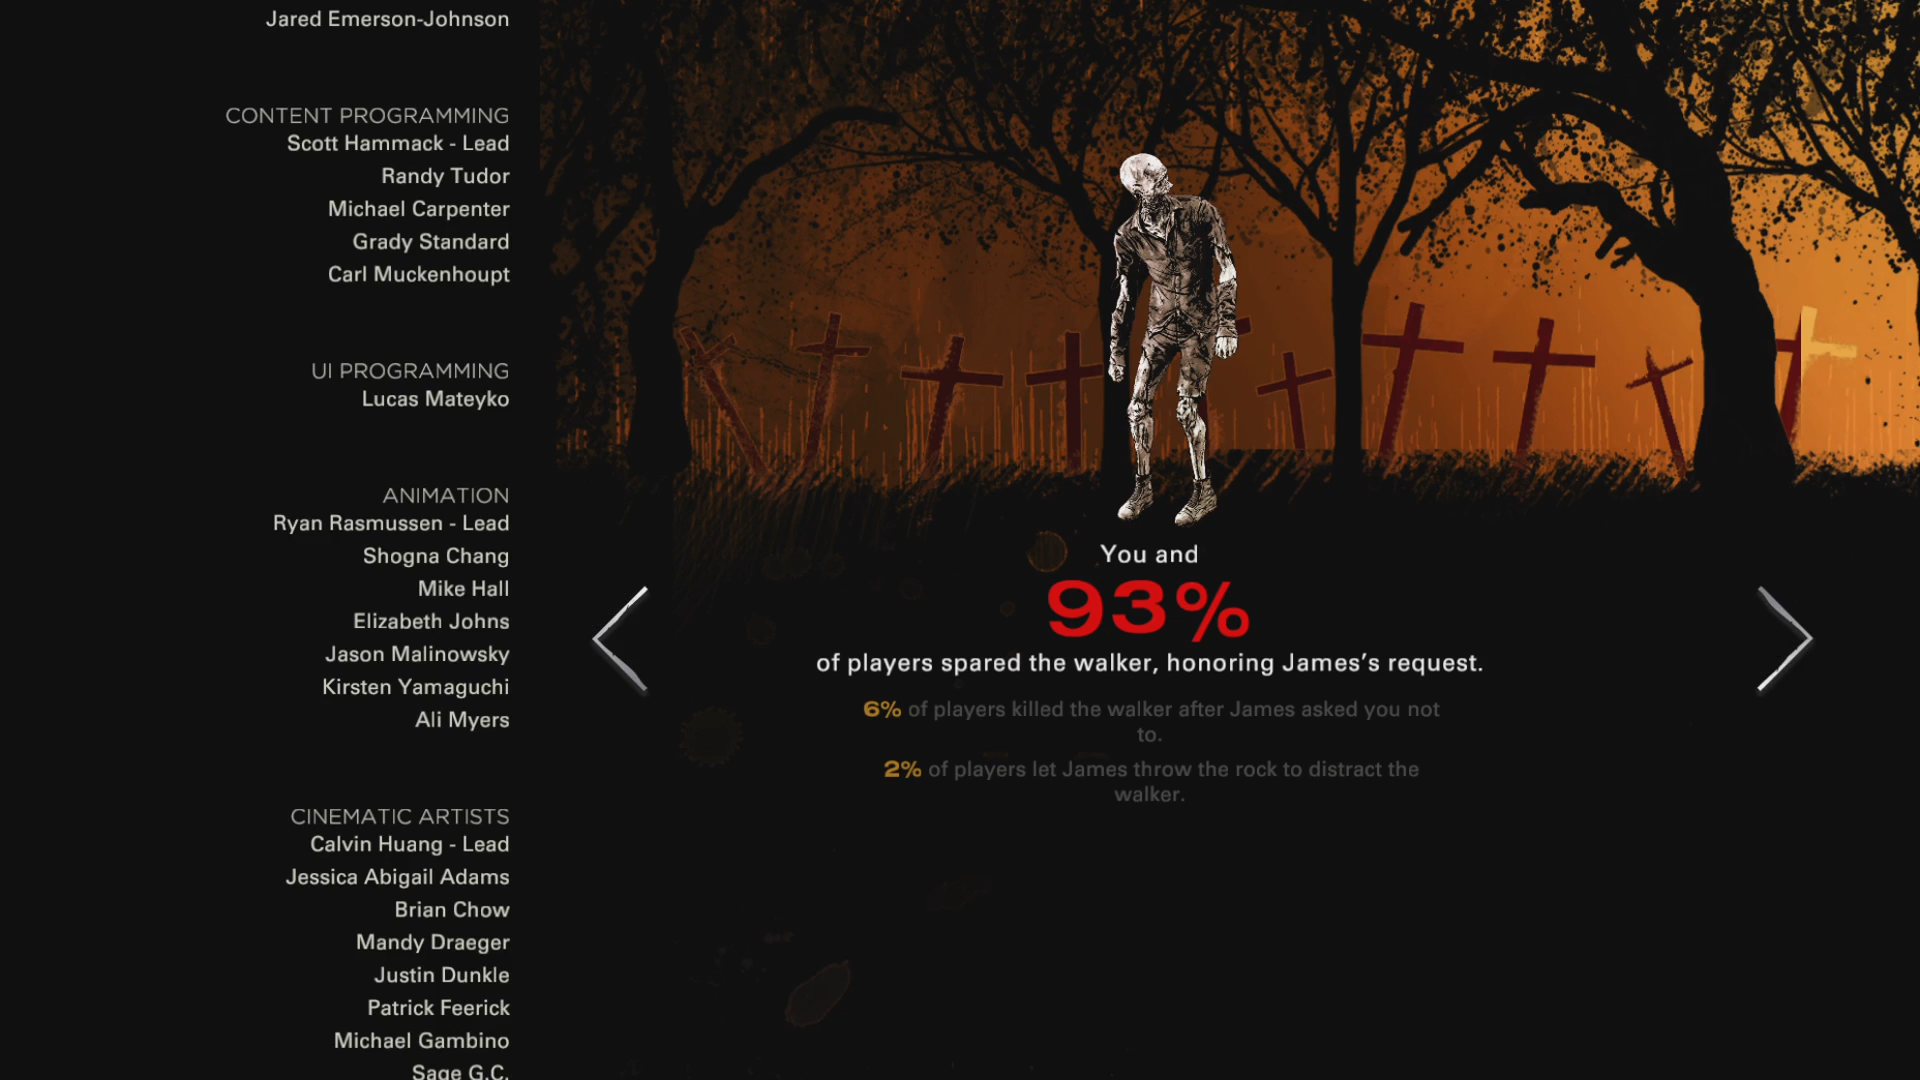 Jared Emerson-Johnson
CONTENT PROGRAMMING
Scott Hammack - Lead
Randy Tudor
Michael Carpenter
Grady Standard
Carl Muckenhoupt
UI PROGRAMMING
Lucas Mateyko
ANIMATION
Ryan Rasmussen - Lead
Shogna Chang
Mike Hall
Elizabeth Johns
Jason Malinowsky
Kirsten Yamaguchi
Ali Myers
CINEMATIC ARTISTS
Calvin Huang - Lead
Jessica Abigail Adams
Brian Chow
Mandy Draeger
Justin Dunkle
Patrick Feerick
Michael Gambino
Sage G.C.
You and
93%
of players spared the walker, honoring James's request.
6% of players killed the walker after James asked you not
to.
2% of players let James throw the rock to distract the
walker.